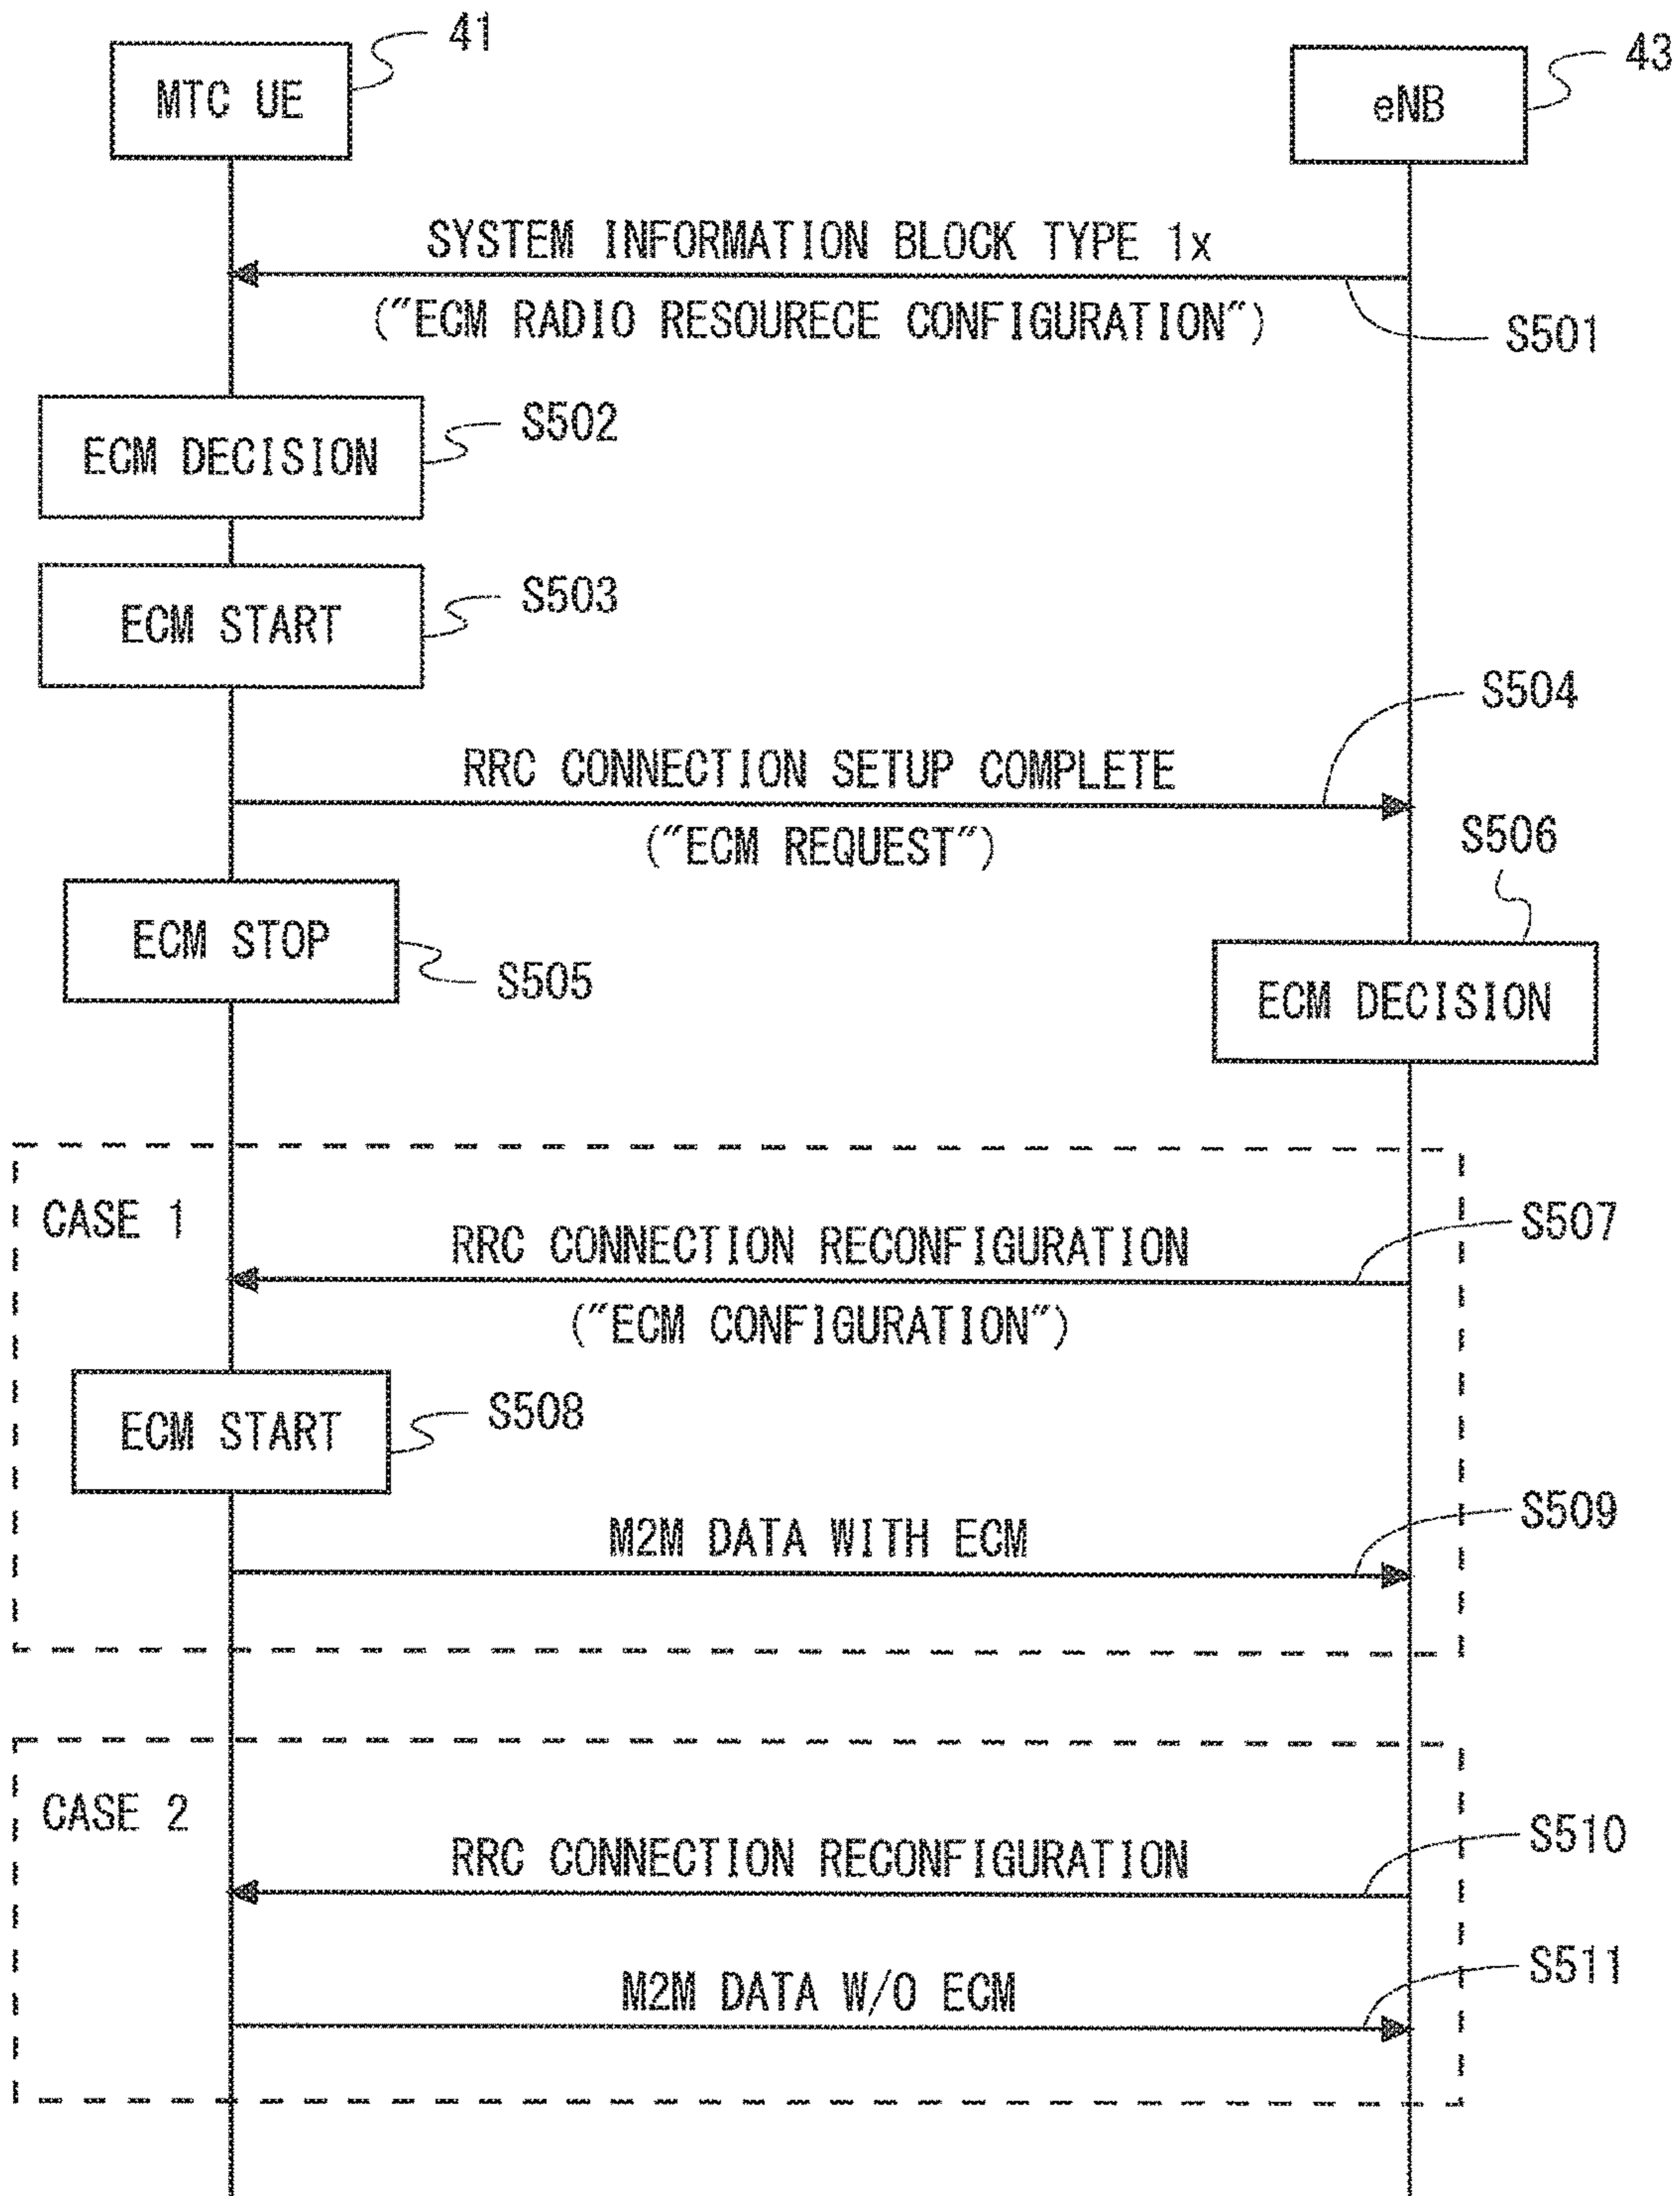 41
MTC UE
43
eNB
SYSTEM INFORMATION BLOCK TYPE 1x
("ECM RADIO RESOURECE CONFIGURATION")
S501
ECM DECISION
S502
ECM START
S503
S504
RRC CONNECTION SETUP COMPLETE
("ECM REQUEST")
S506
ECM STOP
S505
ECM DECISION
CASE 1
S507
RRC CONNECTION RECONFIGURATION
("ECM CONFIGURATION")
ECM START
S508
S509
M2M DATA WITH ECM
CASE 2
S510
RRC CONNECTION RECONFIGURATION
S511
M2M DATA W/O ECM